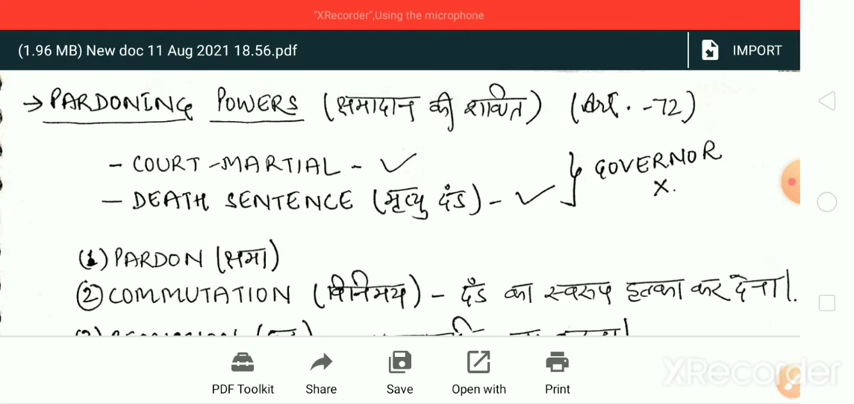 "XRecorder",Using the microphone
(1.96 MB) New doc 11 Aug 2021 18.56.pdf
IMPORT
→ PARDONING POWERS (क्षमादान की शक्ति) (Art. -72)
- COURT-MARTIAL - ✓
- DEATH SENTENCE (मृत्यु दंड) - ✓
} GOVERNOR
X.
(1) PARDON (क्षमा)
(2) COMMUTATION (विनिमय) - दंड का स्वरुप हलका कर देना।
PDF Toolkit Share Save Open with Print
XRecorder